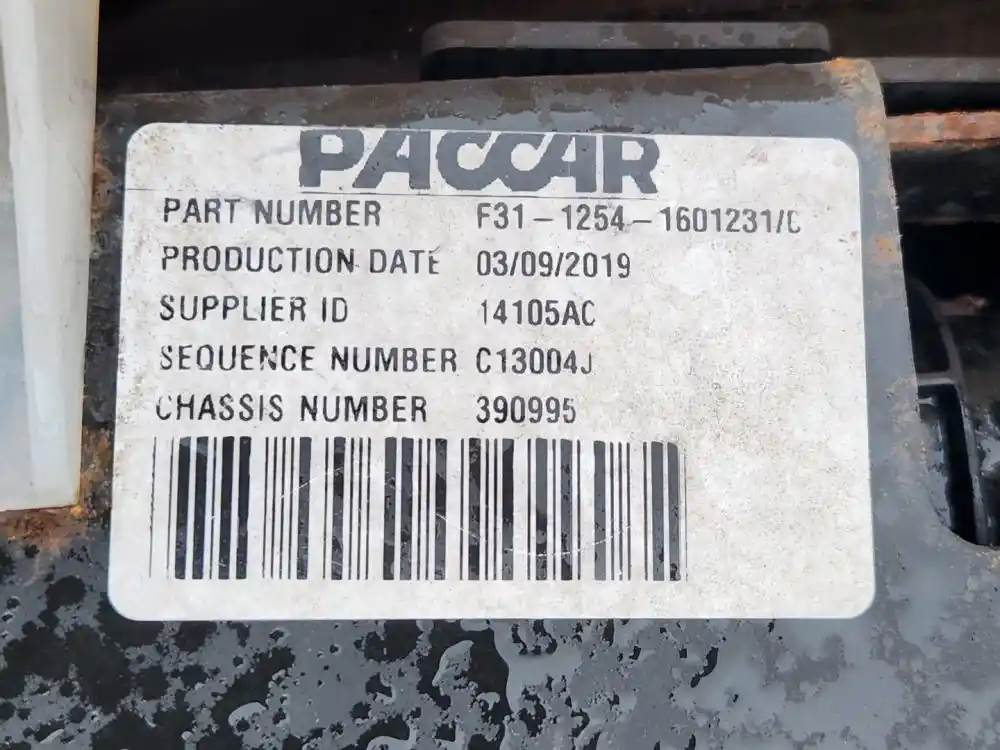 PACCAR
PART NUMBER F31-1254-1601231/C
PRODUCTION DATE 03/09/2019
SUPPLIER ID 14105AC
SEQUENCE NUMBER C13004J
CHASSIS NUMBER 390995